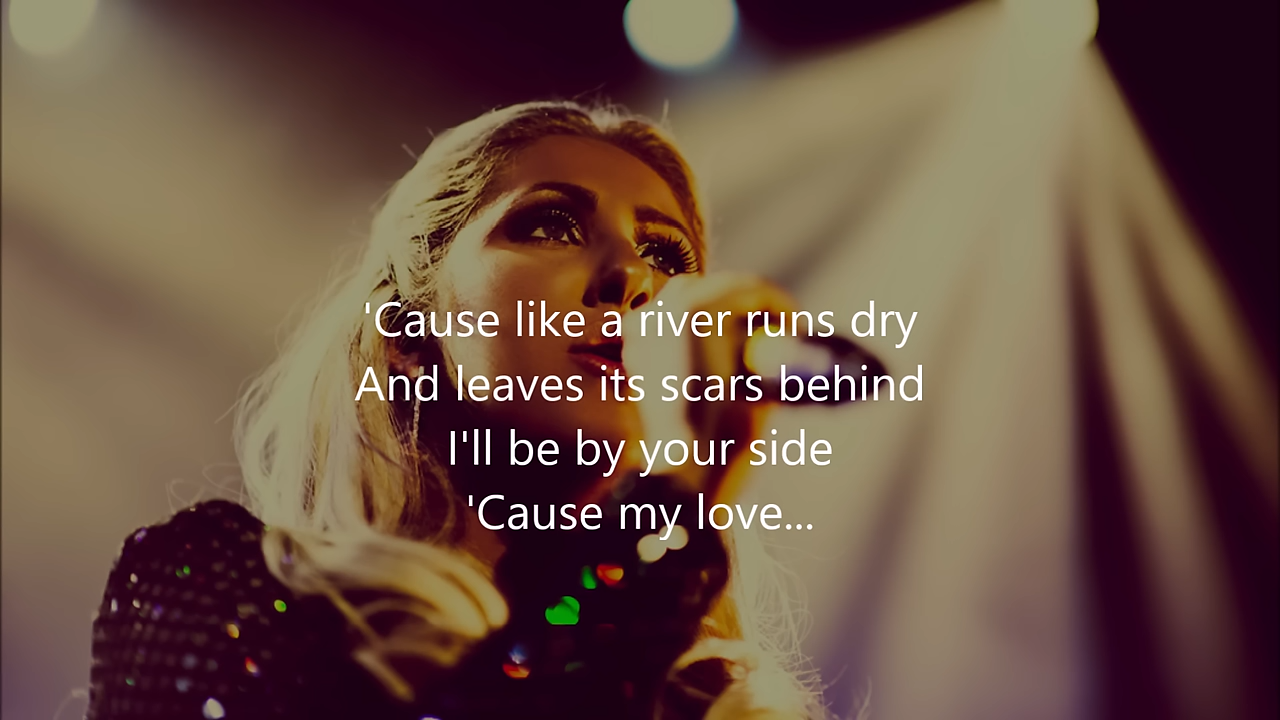 'Cause like a river runs dry
And leaves its scars behind
I'll be by your side
'Cause my love...